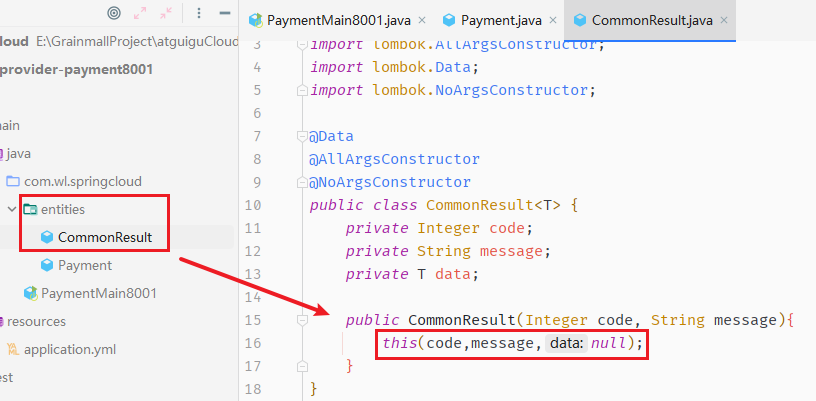 PaymentMain8001.java
Payment.java
CommonResult.java
loud E:\GrainmallProject\atguiguCloud
provider-payment8001
ain
java
com.wl.springcloud
entities
CommonResult
Payment
PaymentMain8001
resources
application.yml
est
3 import lombok.AllArgsConstructor;
4 import lombok.Data;
5 import lombok.NoArgsConstructor;
6
7 @Data
8 @AllArgsConstructor
9 @NoArgsConstructor
10 public class CommonResult<T> {
11 private Integer code;
12 private String message;
13 private T data;
14
15 public CommonResult(Integer code, String message){
16 this(code,message, data: null);
17 }
18 }